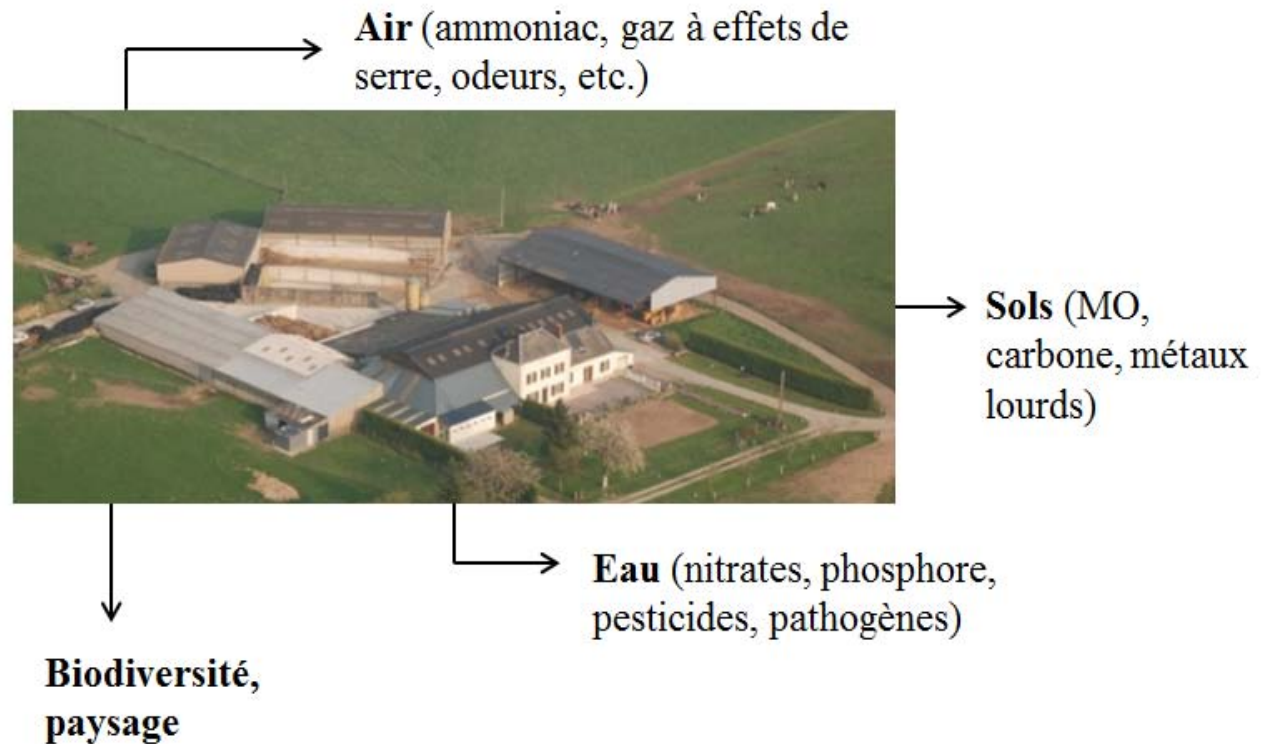 Air (ammoniac, gaz à effets de
serre, odeurs, etc.)
Sols (MO,
carbone, métaux
lourds)
Eau (nitrates, phosphore,
pesticides, pathogènes)
Biodiversité,
paysage